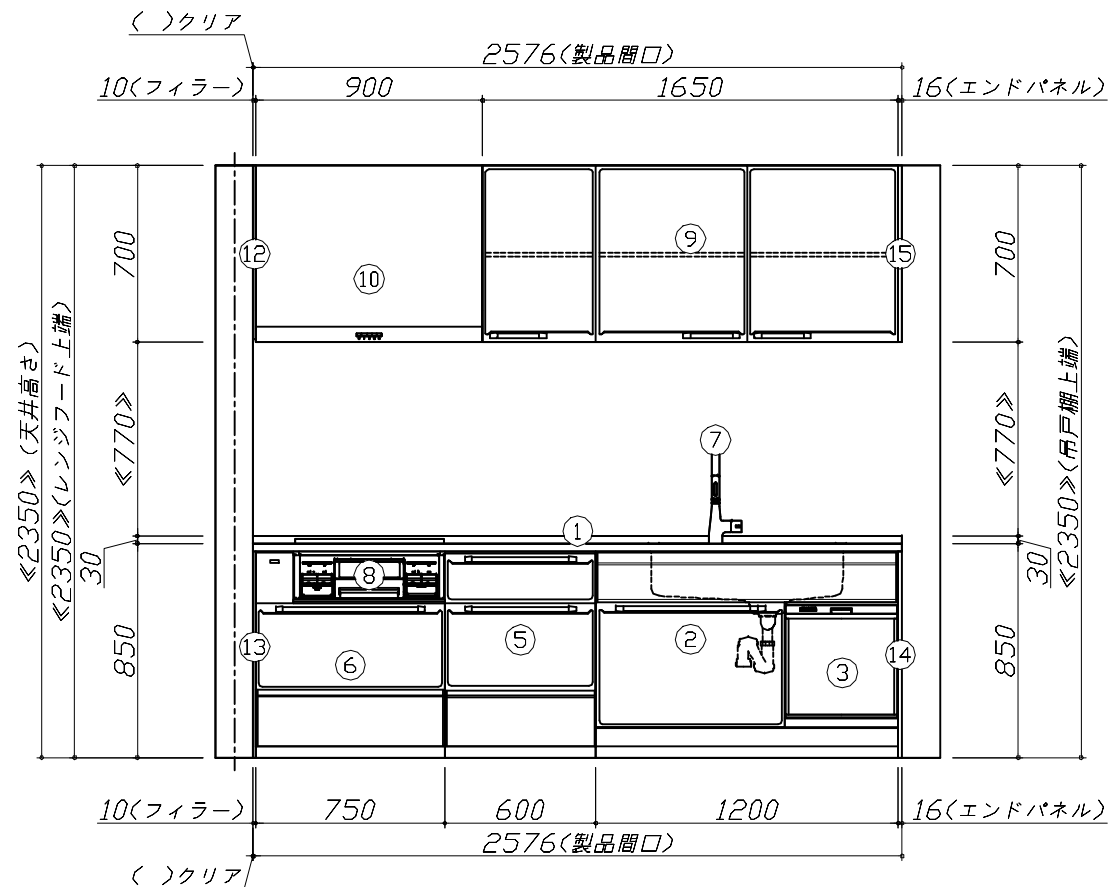 ( )クリア
2576(製品間口)
10(フィラー)
900
1650
16(エンドパネル)
700
≪770≫
30
850
≪2350≫(天井高さ)
≪2350≫(レンジフード上端)
12
10
9
15
7
1
8
13
6
5
2
3
14
700
≪770≫
30
850
≪2350≫(吊戸棚上端)
10(フィラー)
750
600
1200
16(エンドパネル)
2576(製品間口)
( )クリア